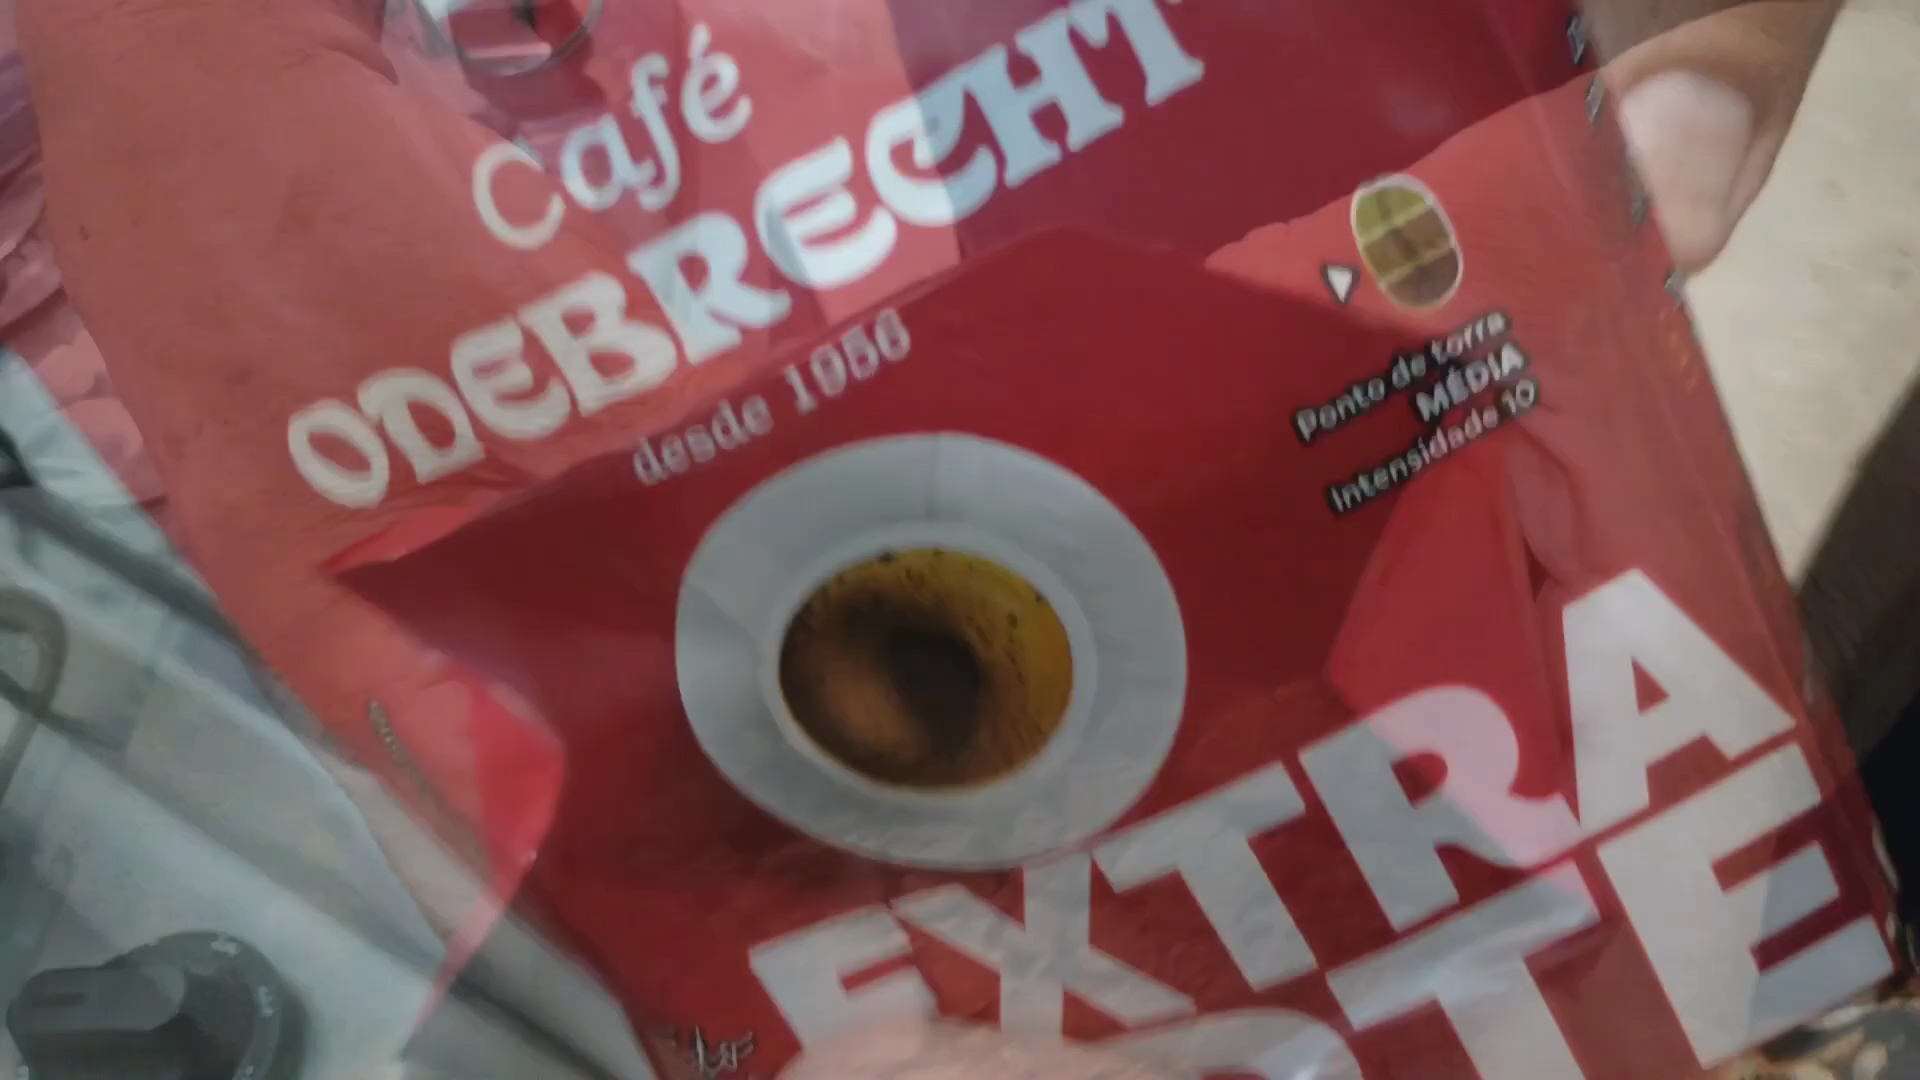 Café
ODEBRECHT
desde 1956
Ponto de torra
MÉDIA
Intensidade 10
EXTRA